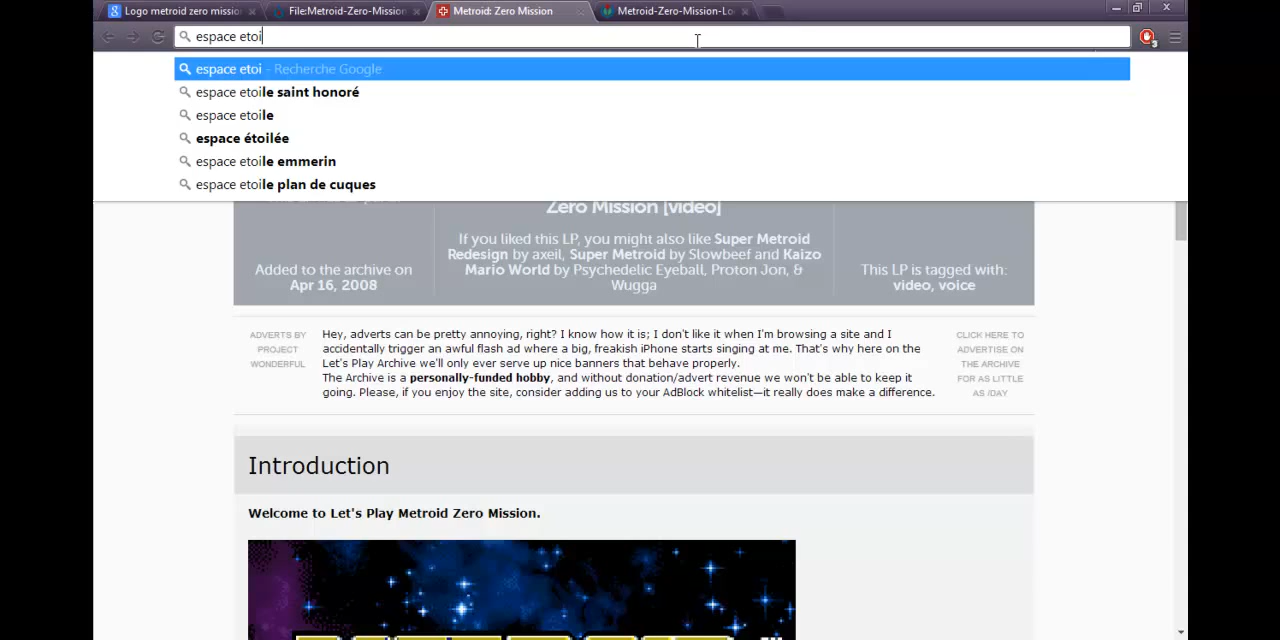 Logo metroid zero missio
File:Metroid-Zero-Mission
Metroid: Zero Mission
Metroid-Zero-Mission-Lo
espace etoi
3
espace etoi - Recherche Google
espace etoile saint honoré
espace etoile
espace étoilée
espace etoile emmerin
espace etoile plan de cuques
Zero Mission [video]
If you liked this LP, you might also like Super Metroid
Redesign by axeil, Super Metroid by Slowbeef and Kaizo
Mario World by Psychedelic Eyeball, Proton Jon, &
Wugga
Added to the archive on
Apr 16, 2008
This LP is tagged with:
video, voice
ADVERTS BY
PROJECT
WONDERFUL
Hey, adverts can be pretty annoying, right? I know how it is; I don't like it when I'm browsing a site and I
accidentally trigger an awful flash ad where a big, freakish iPhone starts singing at me. That's why here on the
Let's Play Archive we'll only ever serve up nice banners that behave properly.
The Archive is a personally-funded hobby, and without donation/advert revenue we won't be able to keep it
going. Please, if you enjoy the site, consider adding us to your AdBlock whitelist—it really does make a difference.
CLICK HERE TO
ADVERTISE ON
THE ARCHIVE
FOR AS LITTLE
AS /DAY
Introduction
Welcome to Let's Play Metroid Zero Mission.